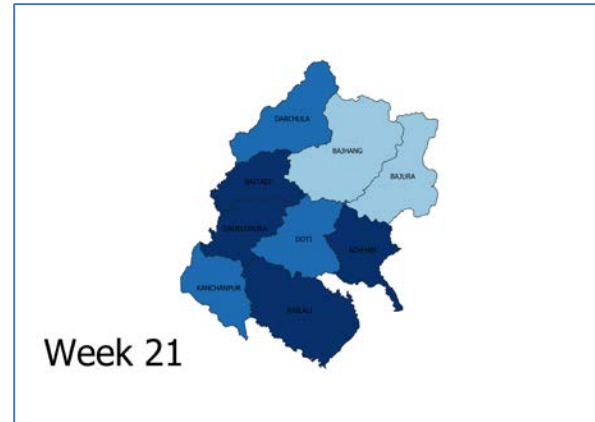 DARCHULA
BAJHANG
BAJURA
BAITADI
DADELDHURA
DOTI
ACHHAM
KANCHANPUR
KAILALI
Week 21